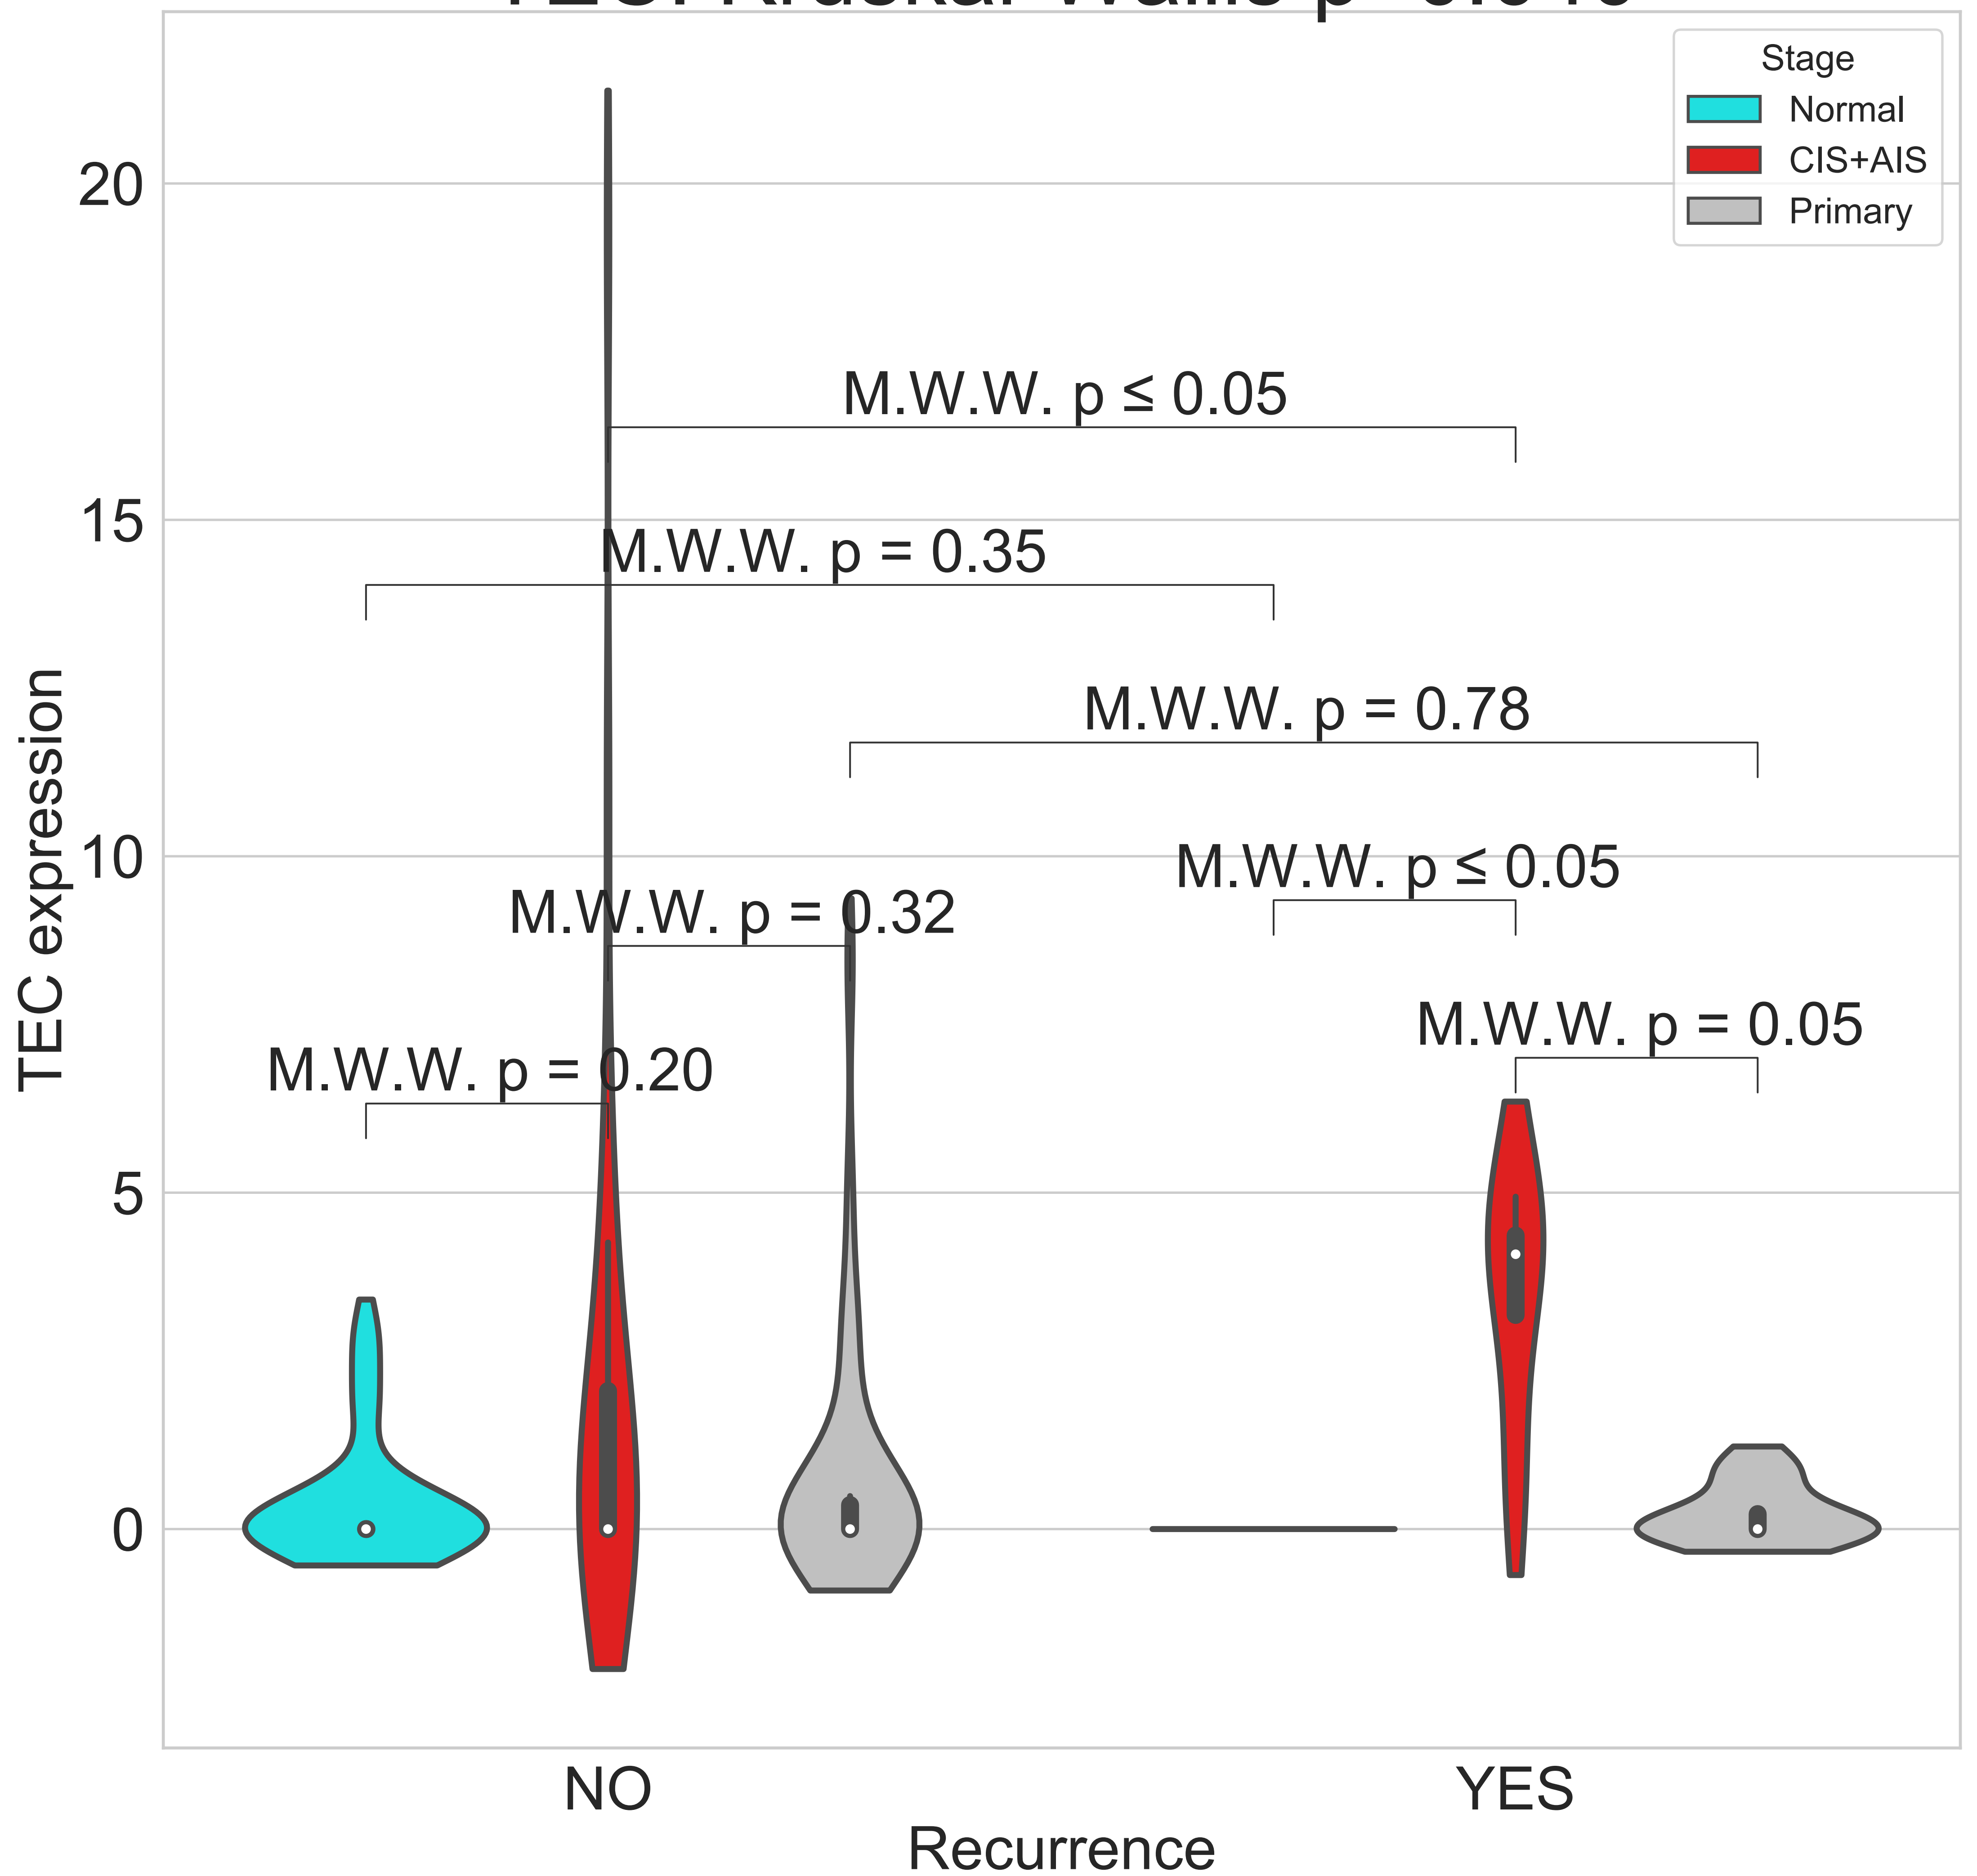 Stage
Normal
CIS+AIS
Primary
20
15
10
5
0
TEC expression
M.W.W. p ≤ 0.05
M.W.W. p = 0.35
M.W.W. p = 0.78
M.W.W. p ≤ 0.05
M.W.W. p = 0.32
M.W.W. p = 0.05
M.W.W. p = 0.20
NO
YES
Recurrence